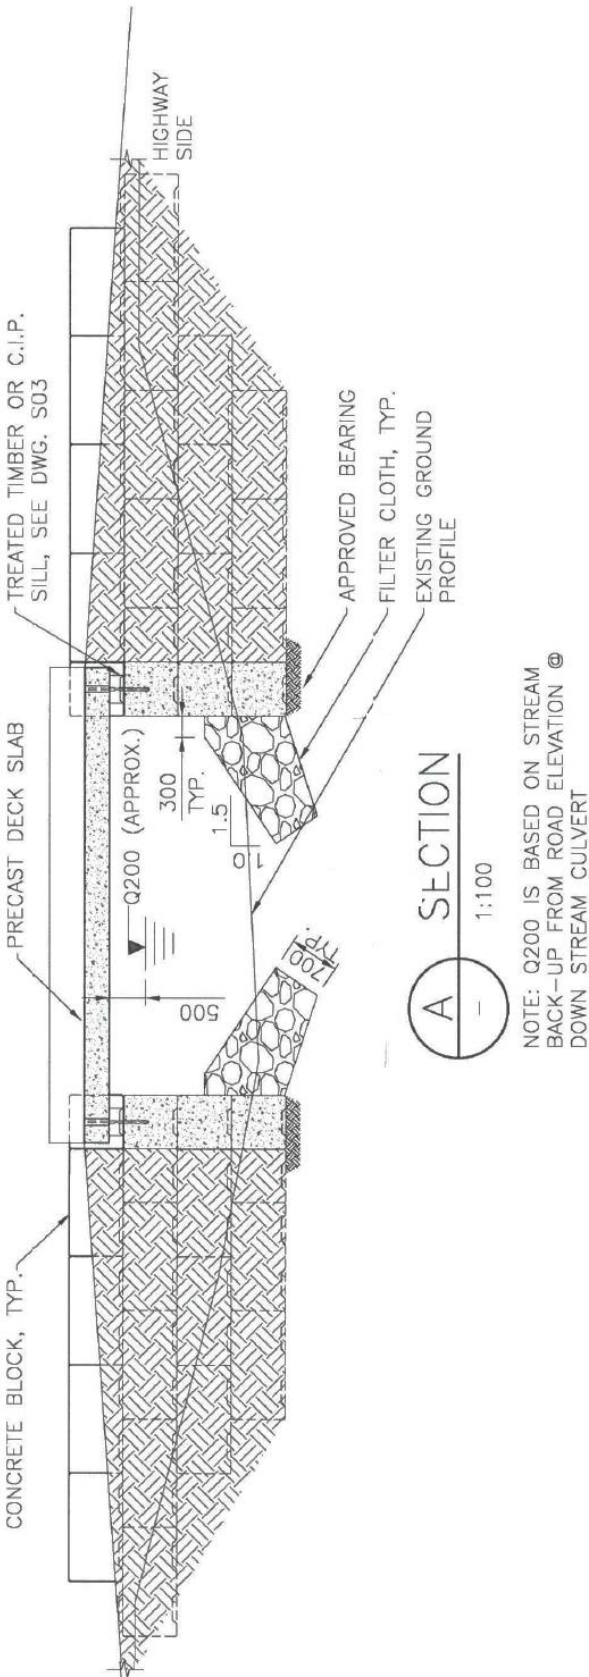 CONCRETE BLOCK, TYP.
PRECAST DECK SLAB
TREATED TIMBER OR C.I.P.
SILL, SEE DWG. S03
Q200 (APPROX.)
500
300
TYP.
1.5
1.0
700
TYP.
HIGHWAY
SIDE
APPROVED BEARING
FILTER CLOTH, TYP.
EXISTING GROUND
PROFILE
A
-
SECTION
1:100
NOTE: Q200 IS BASED ON STREAM
BACK-UP FROM ROAD ELEVATION @
DOWN STREAM CULVERT